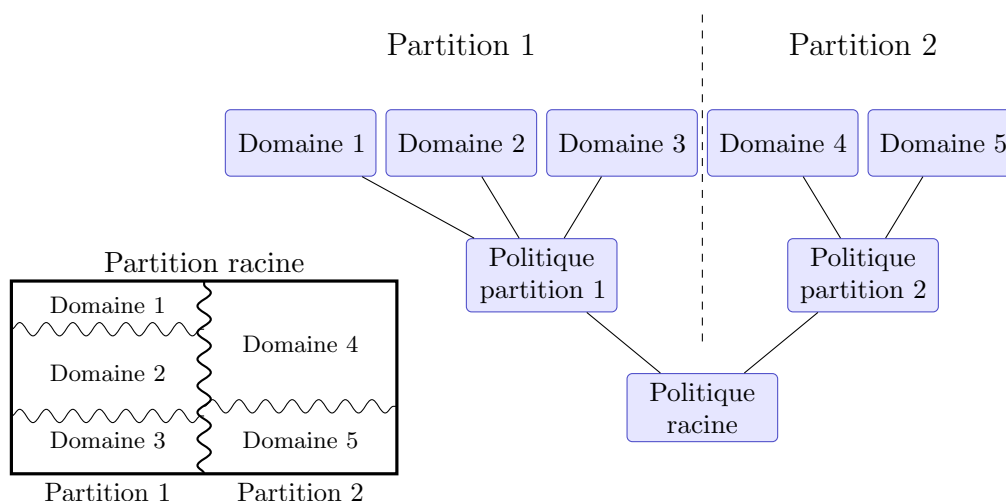 Partition 1
Partition 2
Domaine 1
Domaine 2
Domaine 3
Domaine 4
Domaine 5
Politique
partition 1
Politique
partition 2
Politique
racine
Partition racine
Domaine 1
Domaine 2
Domaine 3
Domaine 4
Domaine 5
Partition 1
Partition 2